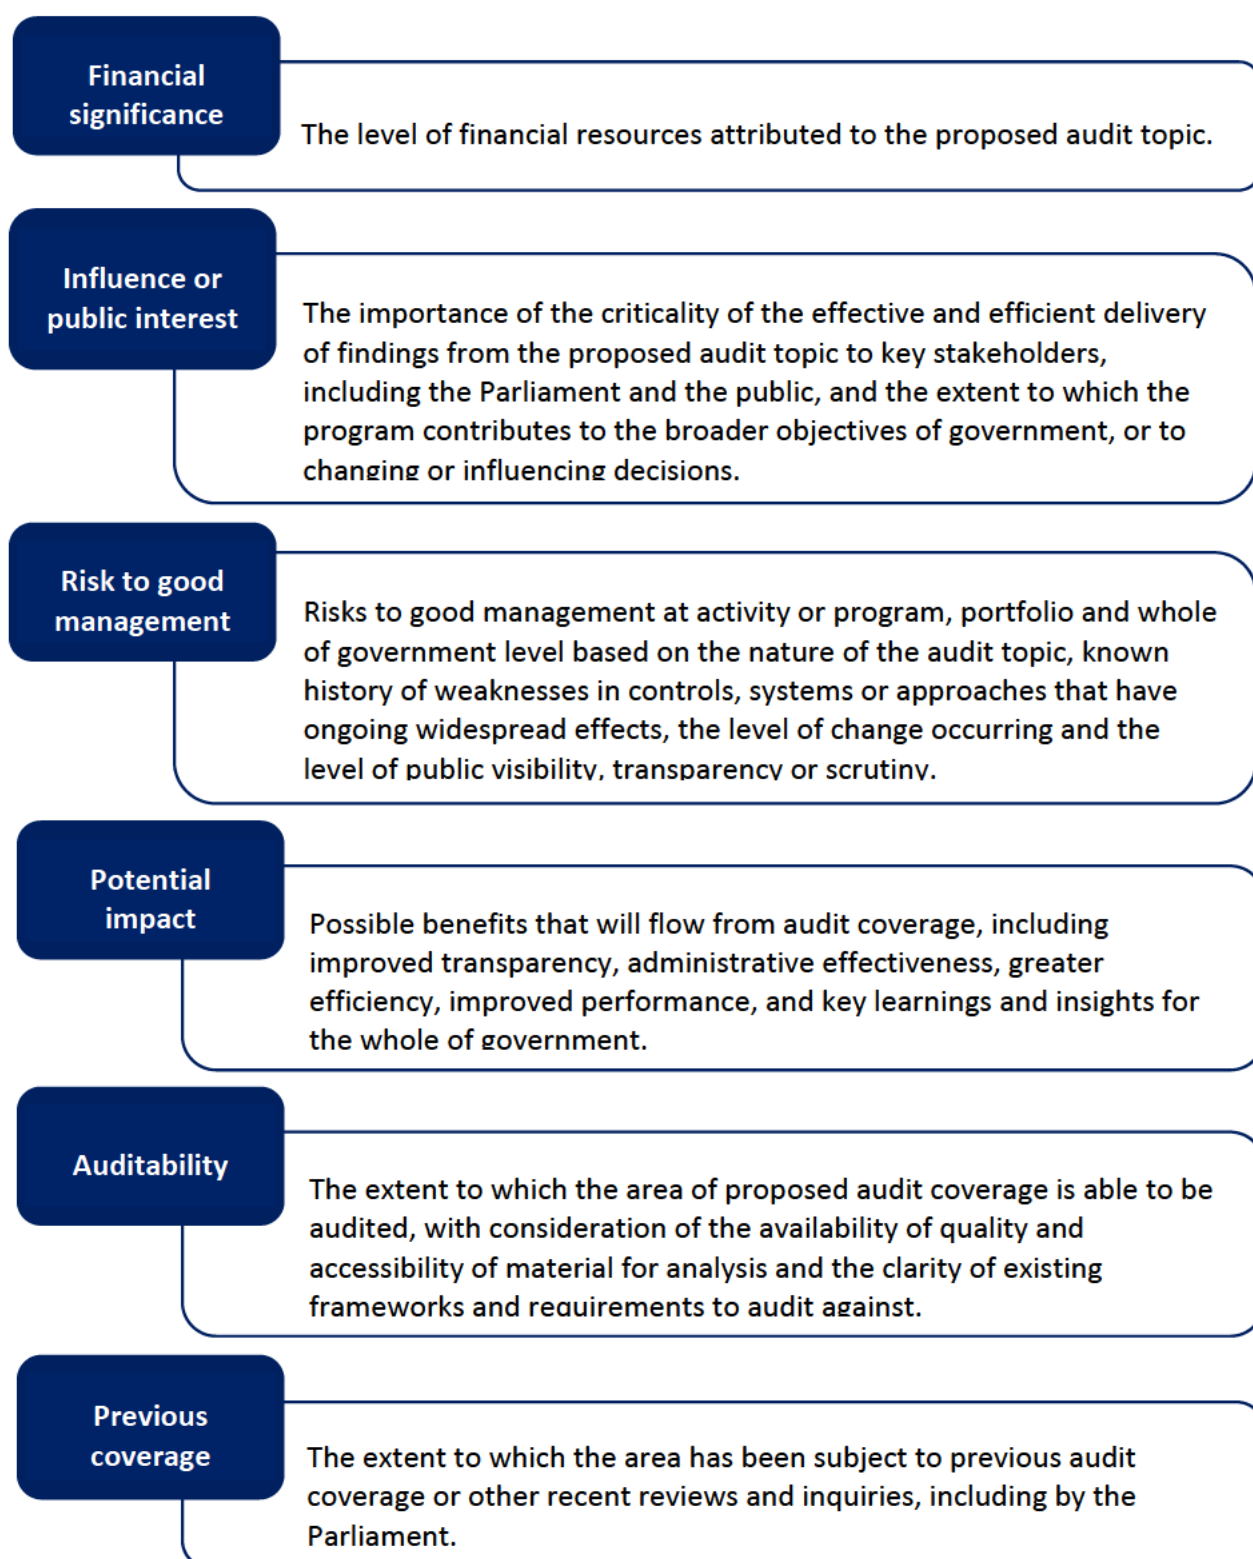 Financial
significance
The level of financial resources attributed to the proposed audit topic.
Influence or
public interest
The importance of the criticality of the effective and efficient delivery
of findings from the proposed audit topic to key stakeholders,
including the Parliament and the public, and the extent to which the
program contributes to the broader objectives of government, or to
changing or influencing decisions.
Risk to good
management
Risks to good management at activity or program, portfolio and whole
of government level based on the nature of the audit topic, known
history of weaknesses in controls, systems or approaches that have
ongoing widespread effects, the level of change occurring and the
level of public visibility, transparency or scrutiny.
Potential
impact
Possible benefits that will flow from audit coverage, including
improved transparency, administrative effectiveness, greater
efficiency, improved performance, and key learnings and insights for
the whole of government.
Auditability
The extent to which the area of proposed audit coverage is able to be
audited, with consideration of the availability of quality and
accessibility of material for analysis and the clarity of existing
frameworks and requirements to audit against.
Previous
coverage
The extent to which the area has been subject to previous audit
coverage or other recent reviews and inquiries, including by the
Parliament.